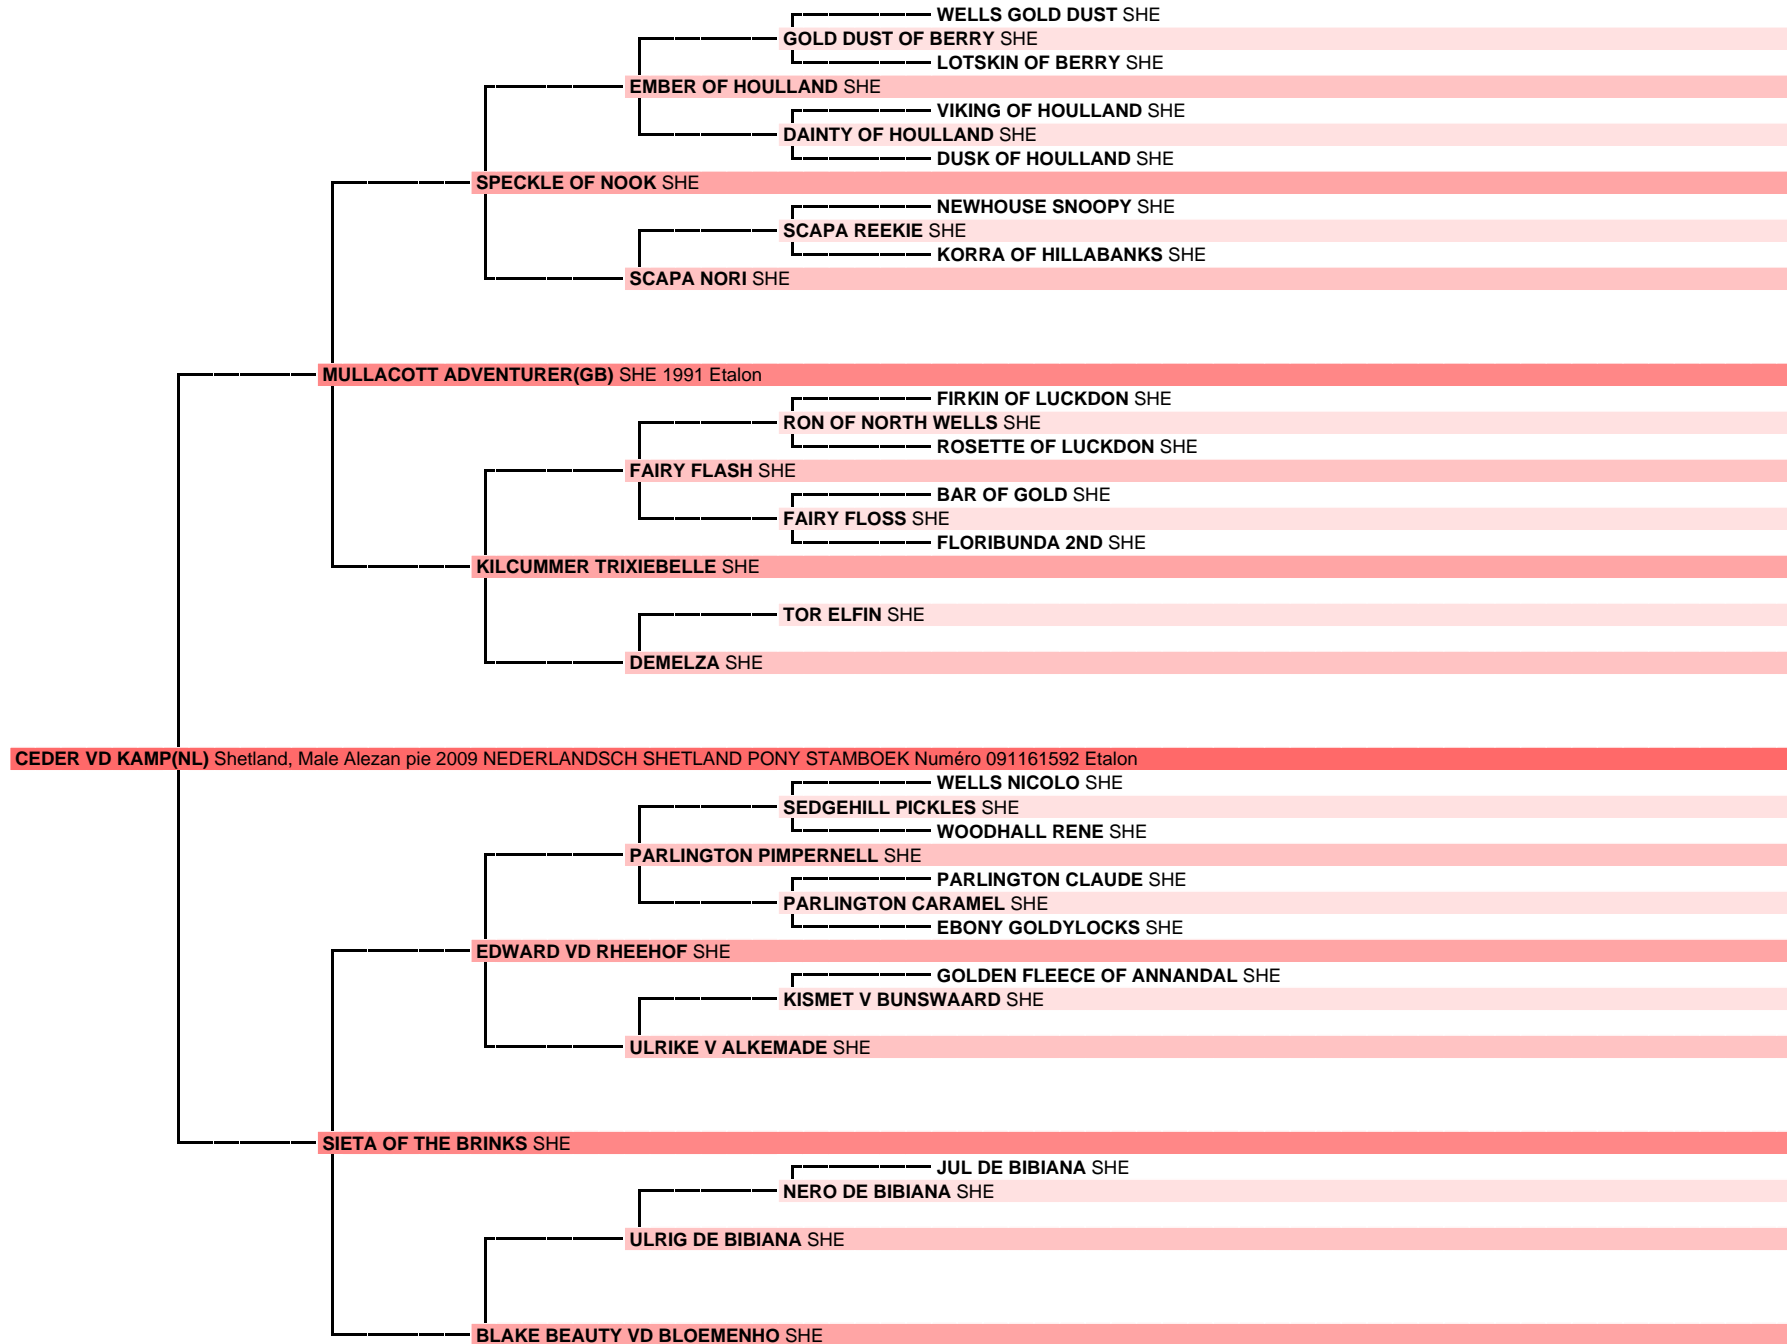 WELLS GOLD DUST SHE
GOLD DUST OF BERRY SHE
LOTSKIN OF BERRY SHE
EMBER OF HOULLAND SHE
VIKING OF HOULLAND SHE
DAINTY OF HOULLAND SHE
DUSK OF HOULLAND SHE
SPECKLE OF NOOK SHE
NEWHOUSE SNOOPY SHE
SCAPA REEKIE SHE
KORRA OF HILLABANKS SHE
SCAPA NORI SHE
MULLACOTT ADVENTURER(GB) SHE 1991 Etalon
FIRKIN OF LUCKDON SHE
RON OF NORTH WELLS SHE
ROSETTE OF LUCKDON SHE
FAIRY FLASH SHE
BAR OF GOLD SHE
FAIRY FLOSS SHE
FLORIBUNDA 2ND SHE
KILCUMMER TRIXIEBELLE SHE
TOR ELFIN SHE
DEMELZA SHE
CEDER VD KAMP(NL) Shetland, Male Alezan pie 2009 NEDERLANDSCH SHETLAND PONY STAMBOEK Numéro 091161592 Etalon
WELLS NICOLO SHE
SEDGEHILL PICKLES SHE
WOODHALL RENE SHE
PARLINGTON PIMPERNELL SHE
PARLINGTON CLAUDE SHE
PARLINGTON CARAMEL SHE
EBONY GOLDYLOCKS SHE
EDWARD VD RHEEHOF SHE
GOLDEN FLEECE OF ANNANDAL SHE
KISMET V BUNSWAARD SHE
ULRIKE V ALKEMADE SHE
SIETA OF THE BRINKS SHE
JUL DE BIBIANA SHE
NERO DE BIBIANA SHE
ULRIG DE BIBIANA SHE
BLAKE BEAUTY VD BLOEMENHO SHE